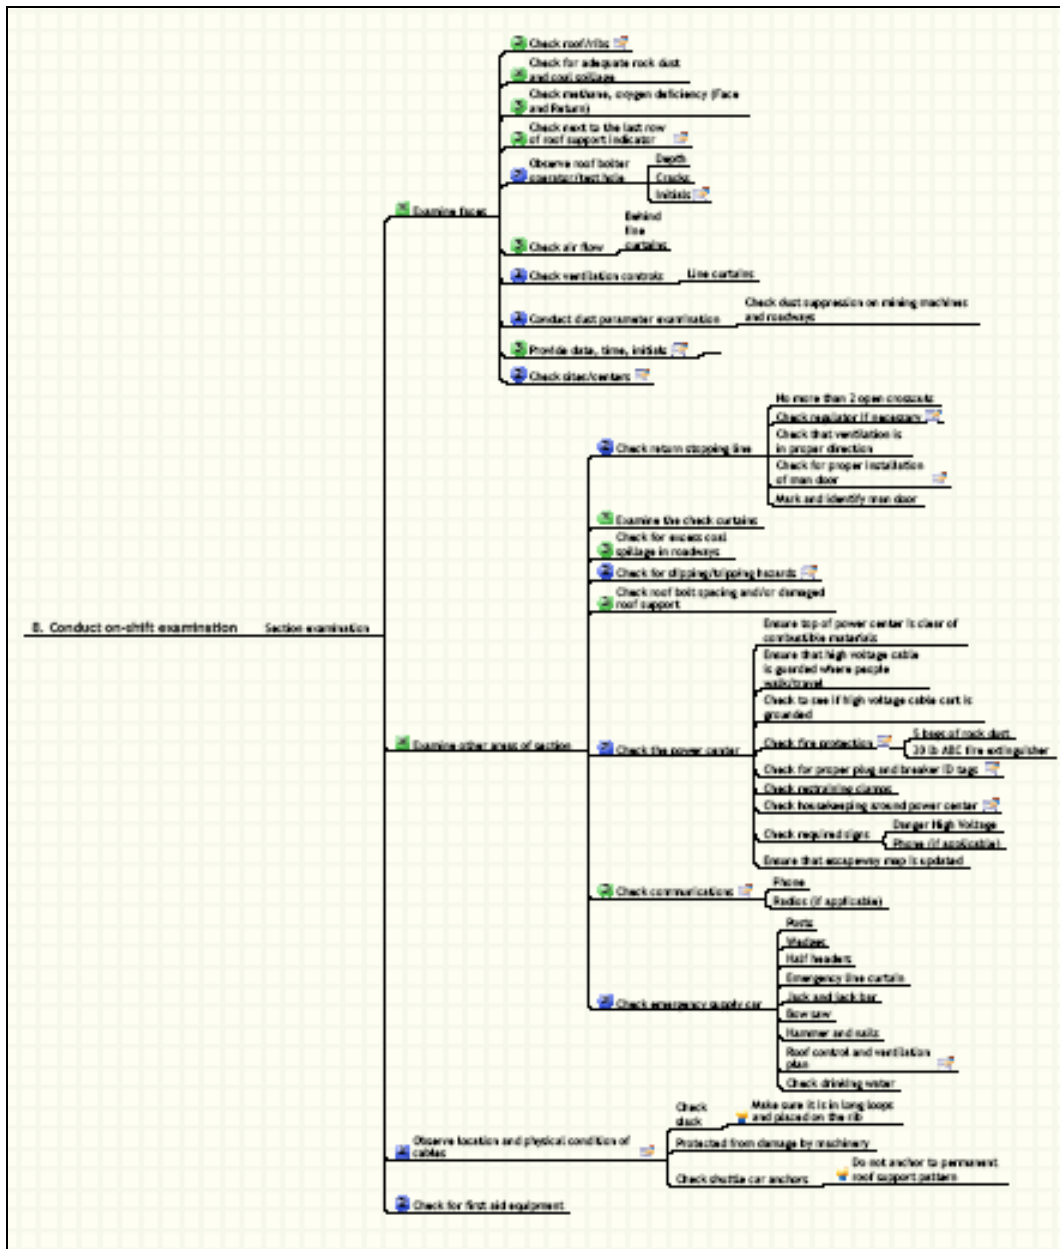 Check roof/ribs
Check for adequate rock dust
and coal spillage
Check methane, oxygen deficiency (Face
and Return)
Check next to the last row
of roof support indicator
Observe roof bolter
operator/test hole
Depth
Cracks
Initials
Examine faces
Check air flow
Behind
line
curtains
Check ventilation controls
Line curtains
Conduct dust parameter examination
Check dust suppression on mining machines
and roadways
Provide data, time, initials
Check sites/centers
Check return stopping line
No more than 2 open crosscuts
Check regulator if necessary
Check that ventilation is
in proper direction
Check for proper installation
of man door
Mark and identify man door
Examine the check curtains
Check for excess coal
spillage in roadways
Check for slipping/tripping hazards
Check roof bolt spacing and/or damaged
roof support
B. Conduct on-shift examination
Section examination
Examine other areas of section
Check the power center
Ensure top of power center is clear of
combustible materials
Ensure that high voltage cable
is guarded where people
walk/travel
Check to see if high voltage cable cart is
grounded
Check fire protection
5 bags of rock dust
20 lb ABC fire extinguisher
Check for proper plug and breaker ID tags
Check restraining clamps
Check housekeeping around power center
Check required signs
Danger High Voltage
Phone (if applicable)
Ensure that escapeway map is updated
Check communications
Phone
Radios (if applicable)
Check emergency supply car
Posts
Wedges
Half headers
Emergency line curtain
Jack and jack bar
Bow saw
Hammer and nails
Roof control and ventilation
plan
Check drinking water
Observe location and physical condition of
cables
Check
slack
Make sure it is in long loops
and placed on the rib
Protected from damage by machinery
Check shuttle car anchors
Do not anchor to permanent
roof support pattern
Check for first aid equipment